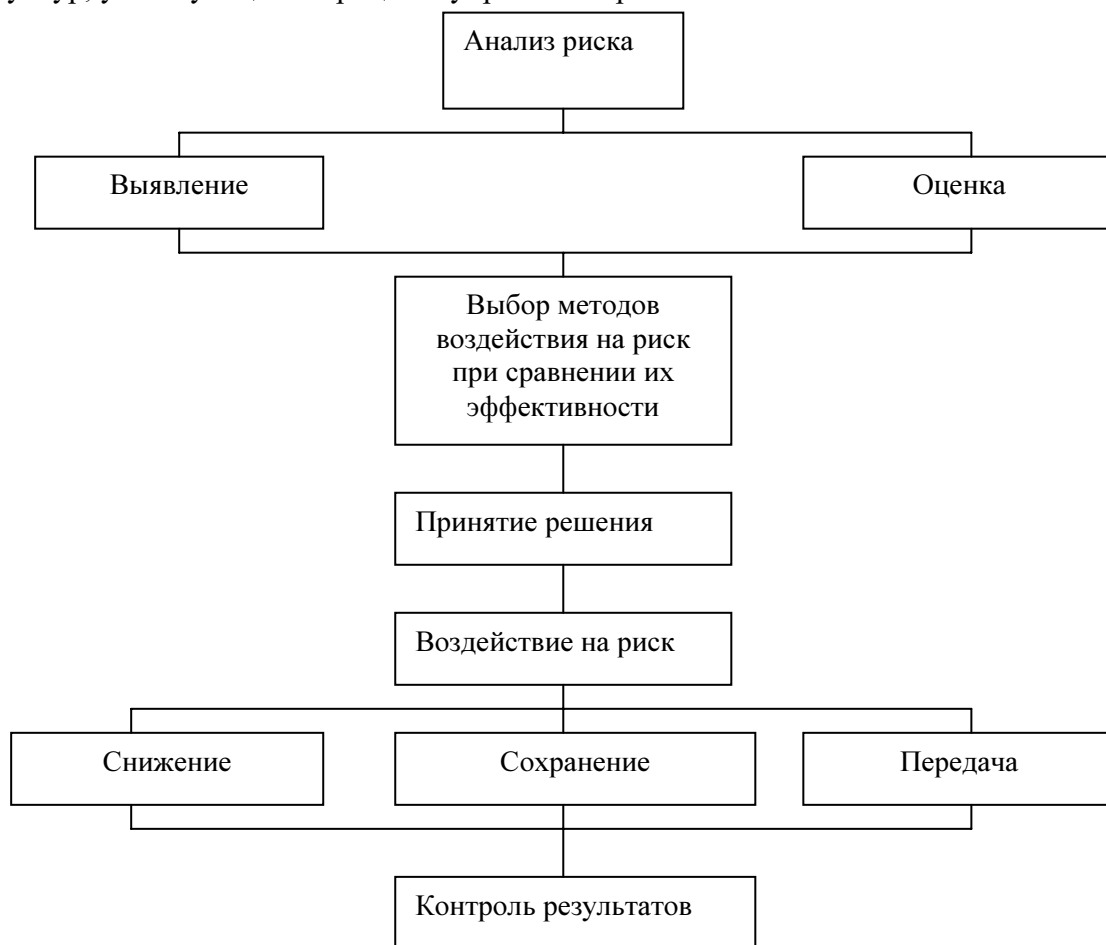 Анализ риска
Выявление
Оценка
Выбор методов
воздействия на риск
при сравнении их
эффективности
Принятие решения
Воздействие на риск
Снижение
Сохранение
Передача
Контроль результатов